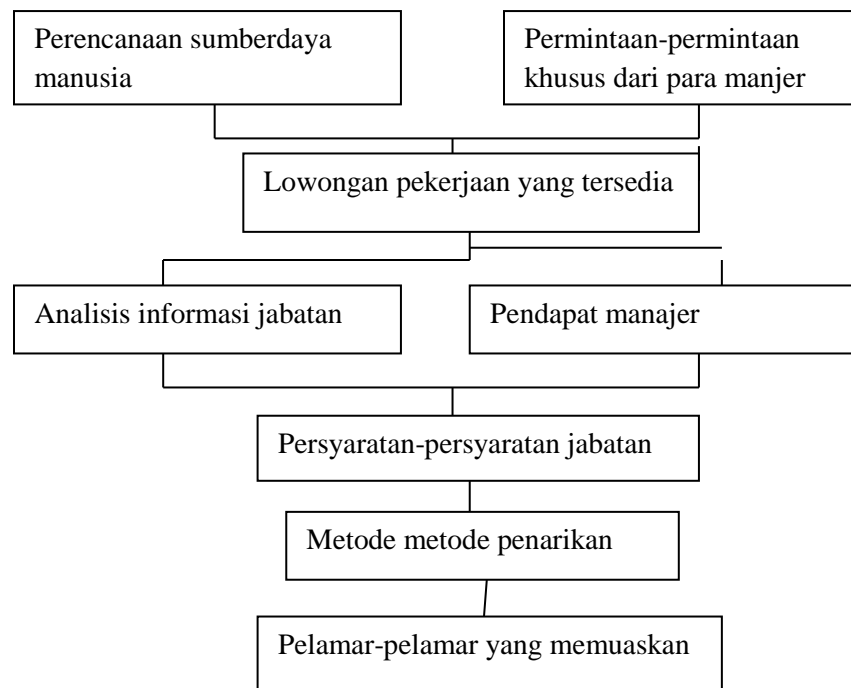 Perencanaan sumberdaya
manusia
Permintaan-permintaan
khusus dari para manjer
Lowongan pekerjaan yang tersedia
Analisis informasi jabatan
Pendapat manajer
Persyaratan-persyaratan jabatan
Metode metode penarikan
Pelamar-pelamar yang memuaskan